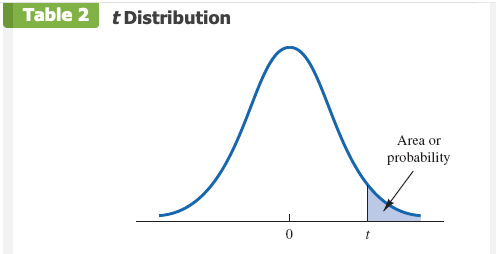 Table 2 t Distribution
Area or
probability
0 t